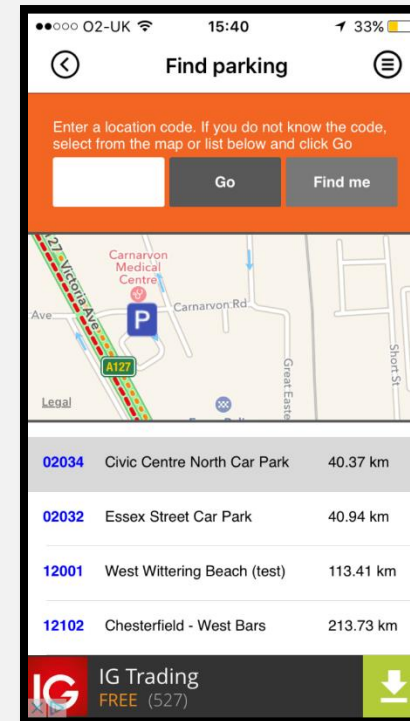 O2-UK 15:40 33%
Find parking
Enter a location code. If you do not know the code,
select from the map or list below and click Go
Go Find me
Carnarvon
Medical
Centre
A127 Victoria Ave
Ave
P
Carnarvon Rd
A127
Great Easte
Short St
Legal
02034 Civic Centre North Car Park 40.37 km
02032 Essex Street Car Park 40.94 km
12001 West Wittering Beach (test) 113.41 km
12102 Chesterfield - West Bars 213.73 km
IG
IG Trading
FREE (527)